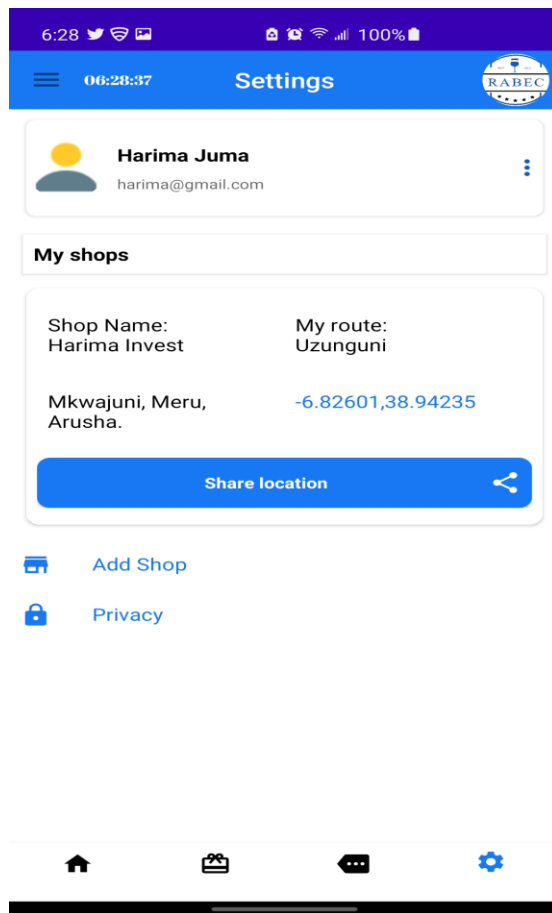 6:28
100%
06:28:37
Settings
RABEC
Harima Juma
harima@gmail.com
My shops
Shop Name:
Harima Invest
My route:
Uzunguni
Mkwajuni, Meru,
Arusha.
-6.82601,38.94235
Share location
Add Shop
Privacy